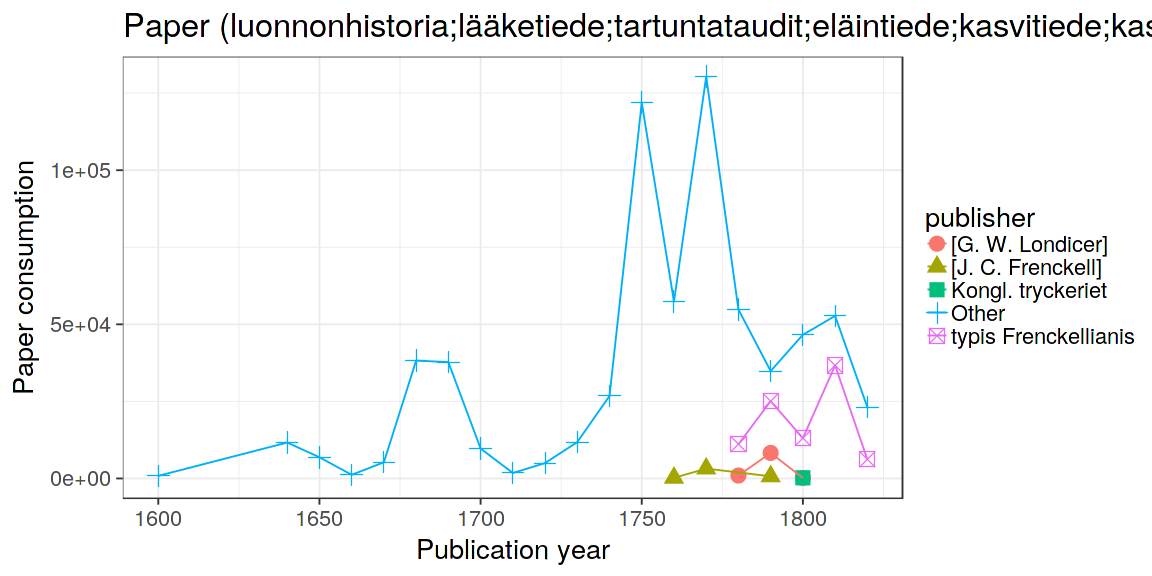 Paper (luonnonhistoria;lääketiede;tartuntataudit;eläintiede;kasvitiede;kas
Paper consumption
1e+05
5e+04
0e+00
1600 1650 1700 1750 1800
Publication year
publisher
[G. W. Londicer]
[J. C. Frenckell]
Kongl. tryckeriet
Other
typis Frenckellianis